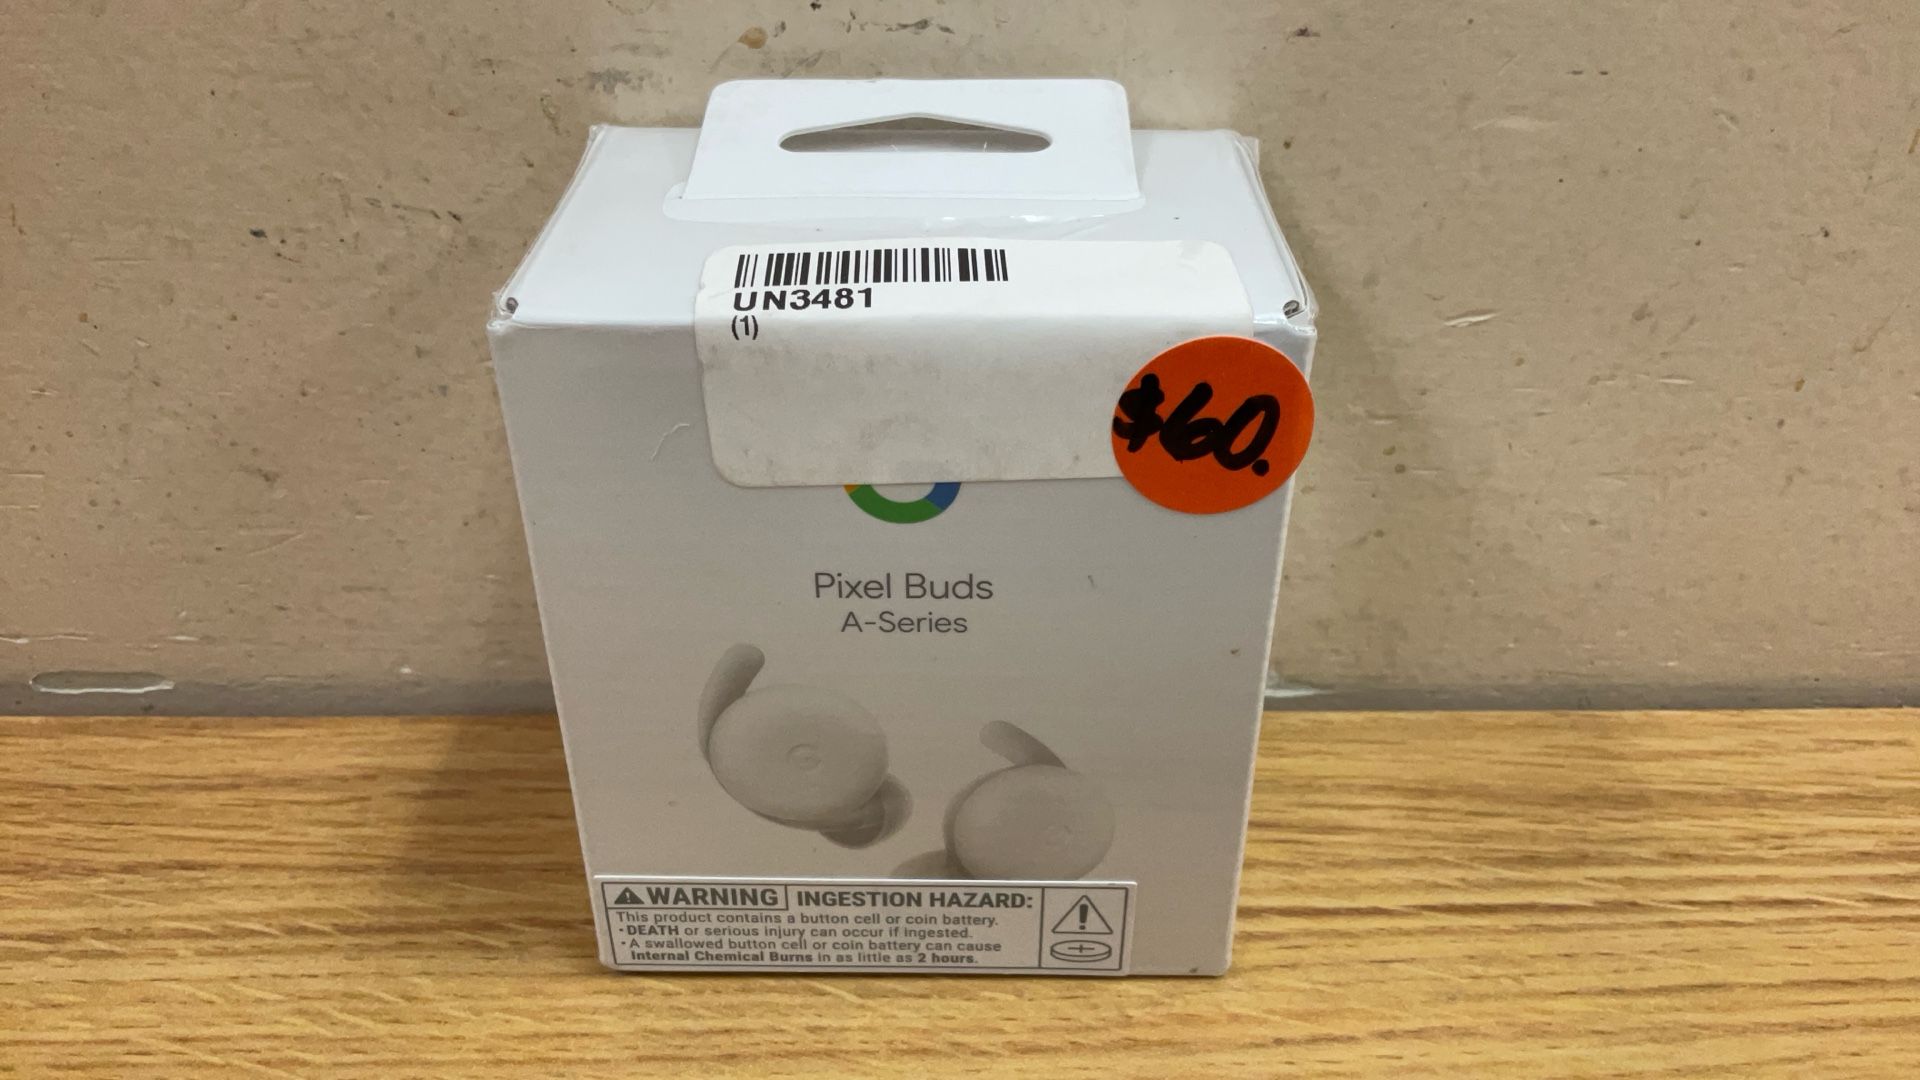 UN3481
(1)
$60.
Pixel Buds
A-Series
WARNING INGESTION HAZARD:
This product contains a button cell or coin battery.
• DEATH or serious injury can occur if ingested.
• A swallowed button cell or coin battery can cause
Internal Chemical Burns in as little as 2 hours.